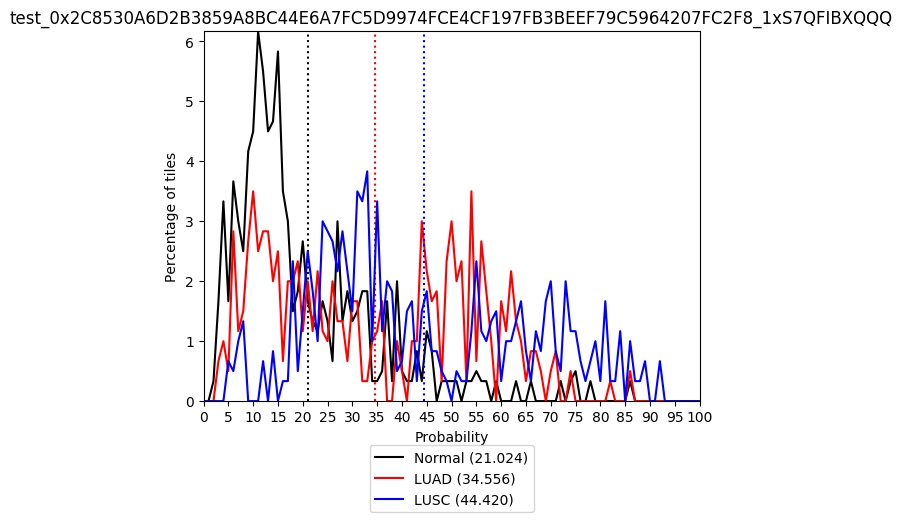 test_0x2C8530A6D2B3859A8BC44E6A7FC5D9974FCE4CF197FB3BEEF79C5964207FC2F8_1xS7QFIBXQQQ
6
5
4
3
2
1
0
Percentage of tiles
0 5 10 15 20 25 30 35 40 45 50 55 60 65 70 75 80 85 90 95 100
Probability
Normal (21.024)
LUAD (34.556)
LUSC (44.420)